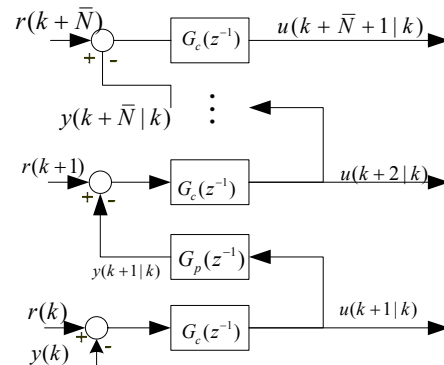 r(k + N̄)
+
-
G_c(z⁻¹)
u(k + N̄ + 1 | k)
y(k + N̄ | k)
⋮
r(k+1)
+
-
G_c(z⁻¹)
u(k+2 | k)
y(k+1 | k)
G_p(z⁻¹)
r(k)
+
-
y(k)
G_c(z⁻¹)
u(k+1 | k)